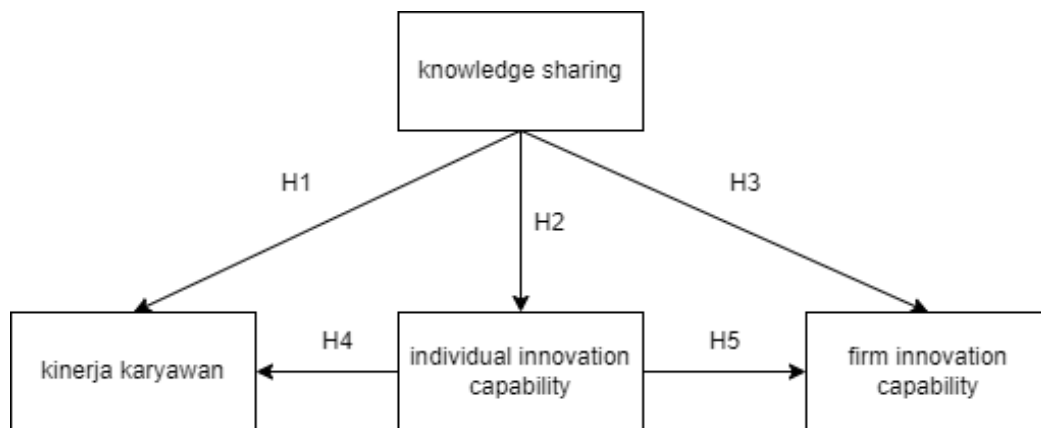 knowledge sharing
H1
H3
H2
H4
H5
kinerja karyawan
individual innovation
capability
firm innovation
capability